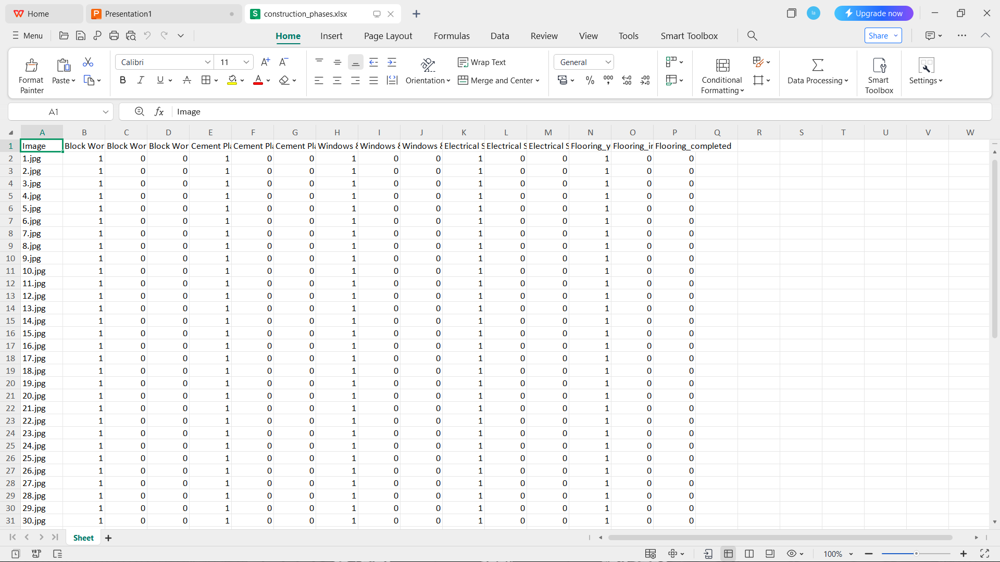 Home Presentation1 construction_phases.xlsx Upgrade now
Menu Home Insert Page Layout Formulas Data Review View Tools Smart Toolbox Share
Calibri 11 Wrap Text General
Format Painter Paste Orientation Merge and Center Conditional Formatting Data Processing Smart Toolbox Settings
A1 fx Image
A B C D E F G H I J K L M N O P Q R S T U V W
1 Image Block Wor Block Wor Block Wor Cement Pla Cement Pla Cement Pla Windows & Windows & Windows & Electrical S Electrical S Electrical S Flooring_y Flooring_in Flooring_completed
2 1.jpg 1 0 0 1 0 0 1 0 0 1 0 0 1 0 0
3 2.jpg 1 0 0 1 0 0 1 0 0 1 0 0 1 0 0
4 3.jpg 1 0 0 1 0 0 1 0 0 1 0 0 1 0 0
5 4.jpg 1 0 0 1 0 0 1 0 0 1 0 0 1 0 0
6 5.jpg 1 0 0 1 0 0 1 0 0 1 0 0 1 0 0
7 6.jpg 1 0 0 1 0 0 1 0 0 1 0 0 1 0 0
8 7.jpg 1 0 0 1 0 0 1 0 0 1 0 0 1 0 0
9 8.jpg 1 0 0 1 0 0 1 0 0 1 0 0 1 0 0
10 9.jpg 1 0 0 1 0 0 1 0 0 1 0 0 1 0 0
11 10.jpg 1 0 0 1 0 0 1 0 0 1 0 0 1 0 0
12 11.jpg 1 0 0 1 0 0 1 0 0 1 0 0 1 0 0
13 12.jpg 1 0 0 1 0 0 1 0 0 1 0 0 1 0 0
14 13.jpg 1 0 0 1 0 0 1 0 0 1 0 0 1 0 0
15 14.jpg 1 0 0 1 0 0 1 0 0 1 0 0 1 0 0
16 15.jpg 1 0 0 1 0 0 1 0 0 1 0 0 1 0 0
17 16.jpg 1 0 0 1 0 0 1 0 0 1 0 0 1 0 0
18 17.jpg 1 0 0 1 0 0 1 0 0 1 0 0 1 0 0
19 18.jpg 1 0 0 1 0 0 1 0 0 1 0 0 1 0 0
20 19.jpg 1 0 0 1 0 0 1 0 0 1 0 0 1 0 0
21 20.jpg 1 0 0 1 0 0 1 0 0 1 0 0 1 0 0
22 21.jpg 1 0 0 1 0 0 1 0 0 1 0 0 1 0 0
23 22.jpg 1 0 0 1 0 0 1 0 0 1 0 0 1 0 0
24 23.jpg 1 0 0 1 0 0 1 0 0 1 0 0 1 0 0
25 24.jpg 1 0 0 1 0 0 1 0 0 1 0 0 1 0 0
26 25.jpg 1 0 0 1 0 0 1 0 0 1 0 0 1 0 0
27 26.jpg 1 0 0 1 0 0 1 0 0 1 0 0 1 0 0
28 27.jpg 1 0 0 1 0 0 1 0 0 1 0 0 1 0 0
29 28.jpg 1 0 0 1 0 0 1 0 0 1 0 0 1 0 0
30 29.jpg 1 0 0 1 0 0 1 0 0 1 0 0 1 0 0
31 30.jpg 1 0 0 1 0 0 1 0 0 1 0 0 1 0 0
Sheet
100%